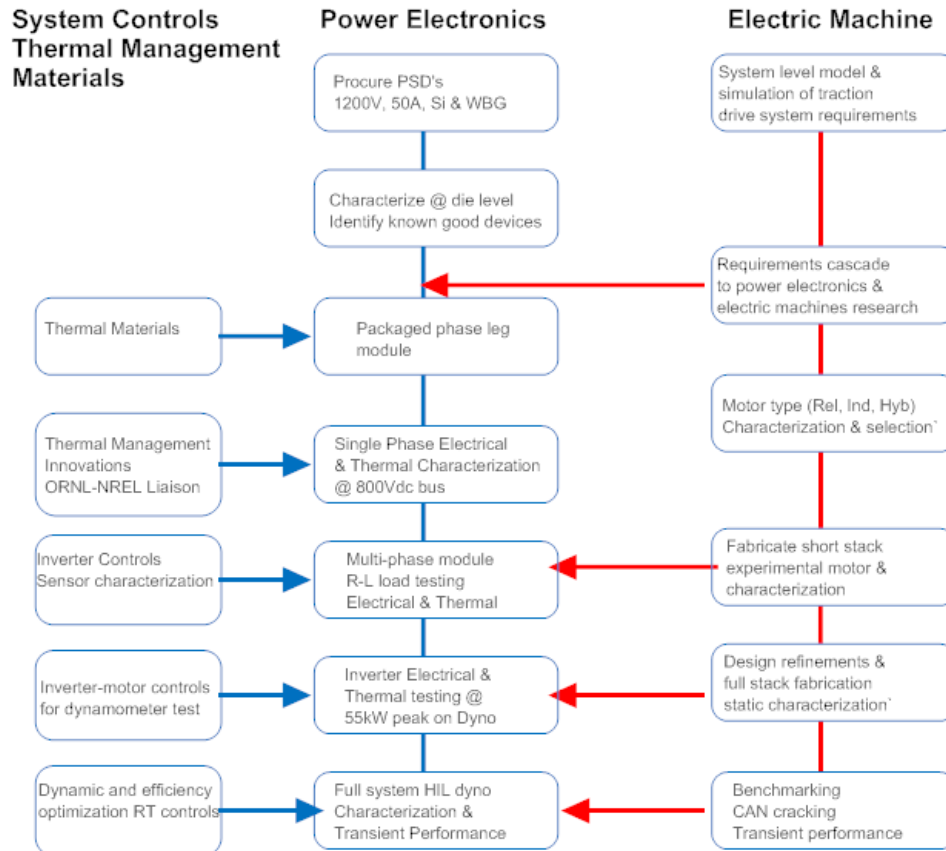 System Controls
Thermal Management
Materials
Power Electronics
Electric Machine
Procure PSD's
1200V, 50A, Si & WBG
System level model &
simulation of traction
drive system requirements
Characterize @ die level
Identify known good devices
Requirements cascade
to power electronics &
electric machines research
Thermal Materials
Packaged phase leg
module
Motor type (Rel, Ind, Hyb)
Characterization & selection`
Thermal Management
Innovations
ORNL-NREL Liaison
Single Phase Electrical
& Thermal Characterization
@ 800Vdc bus
Inverter Controls
Sensor characterization
Multi-phase module
R-L load testing
Electrical & Thermal
Fabricate short stack
experimental motor &
characterization
Inverter-motor controls
for dynamometer test
Inverter Electrical &
Thermal testing @
55kW peak on Dyno
Design refinements &
full stack fabrication
static characterization`
Dynamic and efficiency
optimization RT controls
Full system HIL dyno
Characterization &
Transient Performance
Benchmarking
CAN cracking
Transient performance